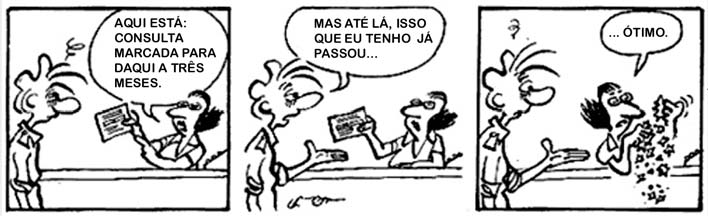 AQUI ESTÁ:
CONSULTA
MARCADA PARA
DAQUI A TRÊS
MESES.
MAS ATÉ LÁ, ISSO
QUE EU TENHO JÁ
PASSOU...
... ÓTIMO.